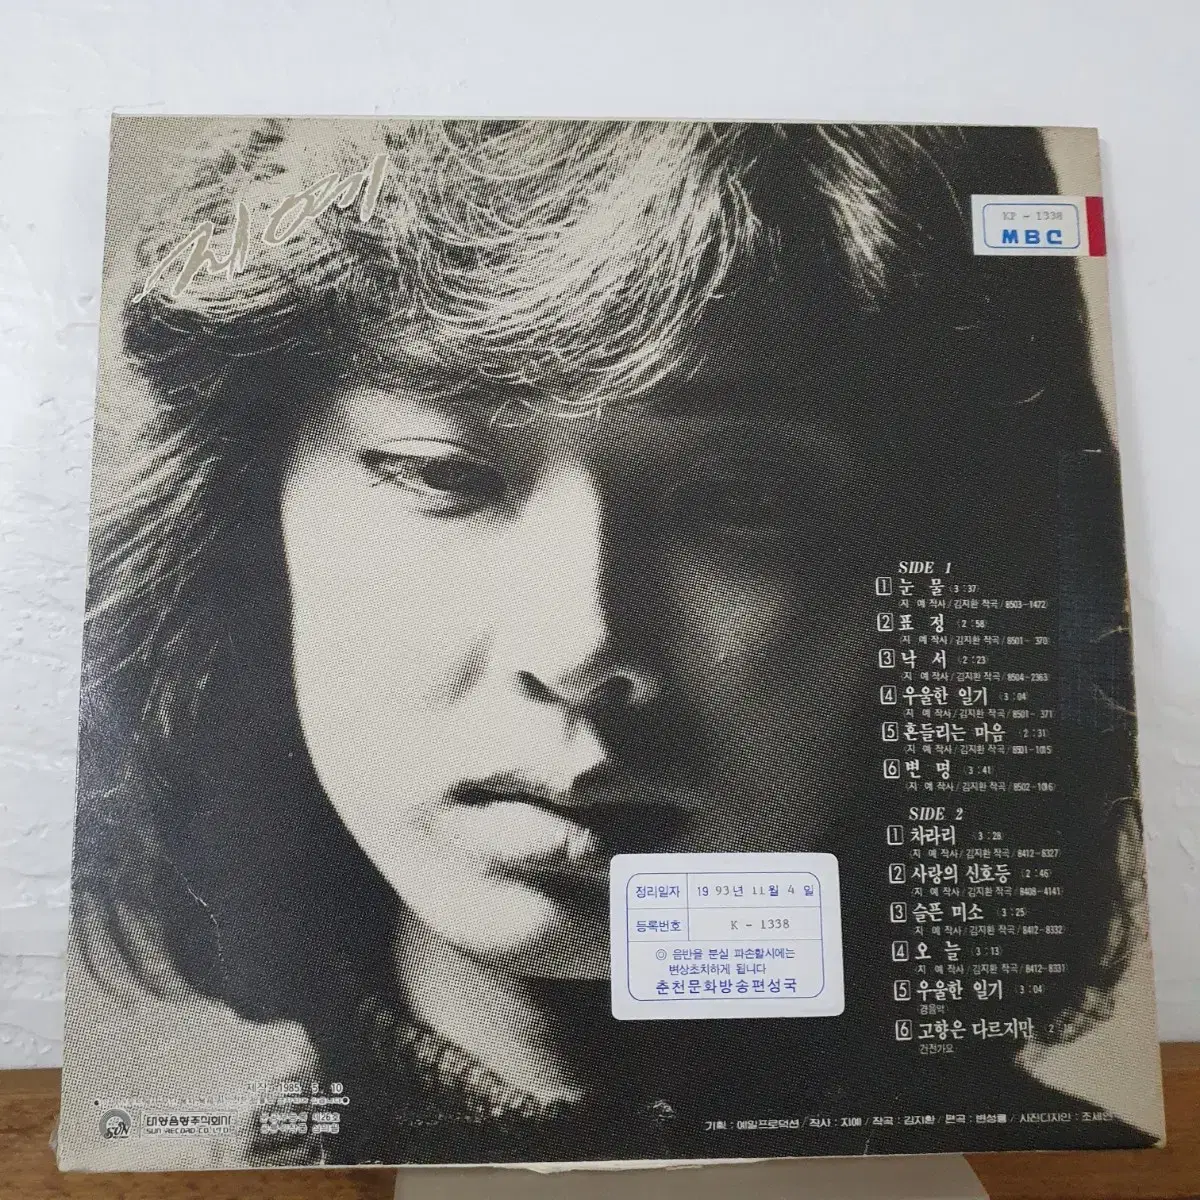 지예
KP - 1338
MBC
SIDE 1
1 눈 물 (3:37)
(지 예 작사/김지환 작곡/8503-1472)
2 표 정 (2:58)
(지 예 작사/김지환 작곡/8501-370)
3 낙 서 (2:23)
(지 예 작사/김지환 작곡/8504-2363)
4 우울한 일기 (3:04)
(지 예 작사/김지환 작곡/8501-371)
5 흔들리는 마음 (2:31)
(지 예 작사/김지환 작곡/8501-1015)
6 변 명 (3:41)
(지 예 작사/김지환 작곡/8502-1016)
SIDE 2
1 차라리 (3:28)
(지 예 작사/김지환 작곡/8412-8327)
2 사랑의 신호등 (2:46)
(지 예 작사/김지환 작곡/8408-4141)
3 슬픈 미소 (3:25)
(지 예 작사/김지환 작곡/8412-8332)
4 오 늘 (3:13)
(지 예 작사/김지환 작곡/8412-8331)
5 우울한 일기 (3:04)
경음악
6 고향은 다르지만
건전가요
정리일자 19 93년 11월 4일
등록번호 K - 1338
◎ 음반을 분실 파손할시에는
변상조치하게 됩니다
춘천문화방송편성국
SUN 태양음향주식회사
SUN RECORD CO., LTD.
기획 : 예일프로덕션 / 작사 : 지예 / 작곡 : 김지환 / 편곡 : 변성룡 / 사진디자인 : 조세